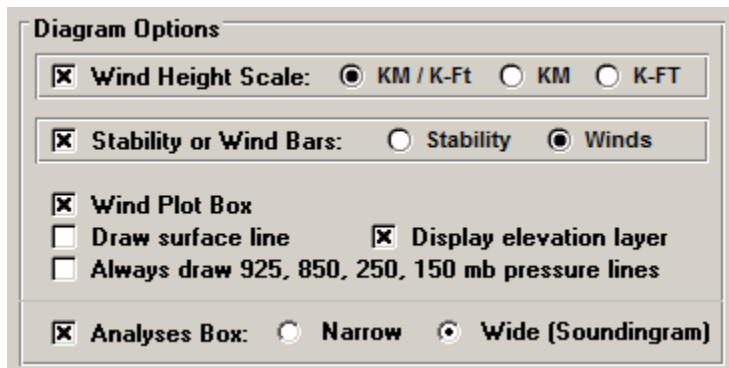 Diagram Options
Wind Height Scale: KM / K-Ft KM K-FT
Stability or Wind Bars: Stability Winds
Wind Plot Box
Draw surface line Display elevation layer
Always draw 925, 850, 250, 150 mb pressure lines
Analyses Box: Narrow Wide (Soundingram)